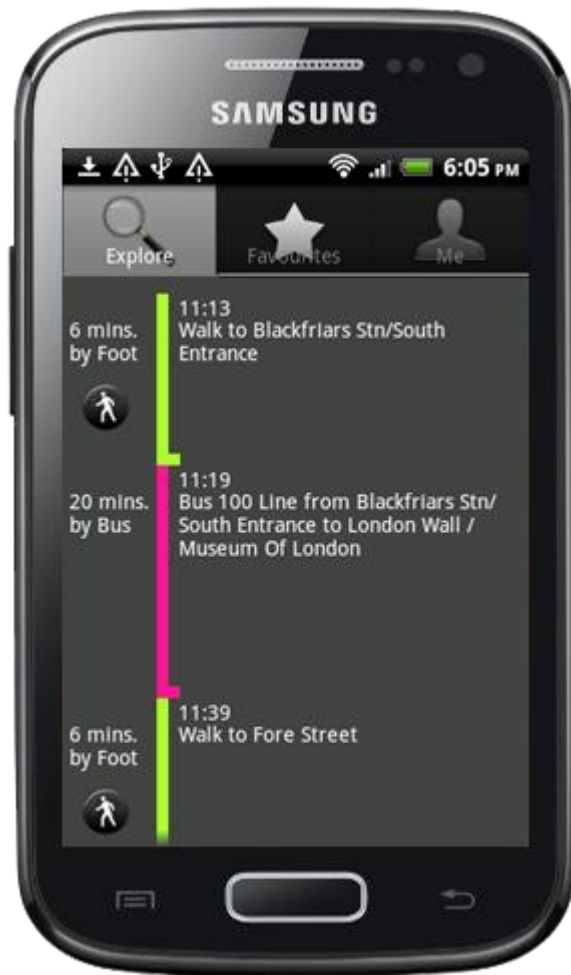 SAMSUNG
6:05 PM
Explore
Favourites
Me
6 mins.
by Foot
11:13
Walk to Blackfriars Stn/South
Entrance
20 mins.
by Bus
11:19
Bus 100 Line from Blackfriars Stn/
South Entrance to London Wall /
Museum Of London
6 mins.
by Foot
11:39
Walk to Fore Street